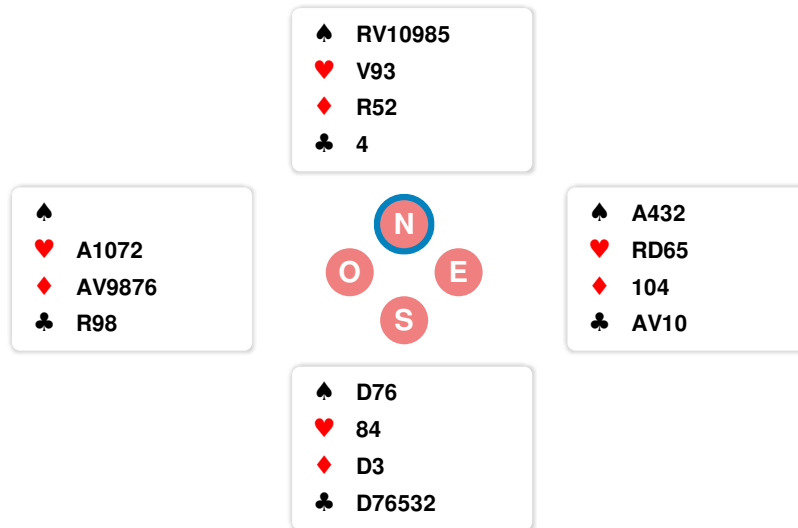 ♠ RV10985
♥ V93
♦ R52
♣ 4
♠
♥ A1072
♦ AV9876
♣ R98
N
O
E
S
♠ A432
♥ RD65
♦ 104
♣ AV10
♠ D76
♥ 84
♦ D3
♣ D76532